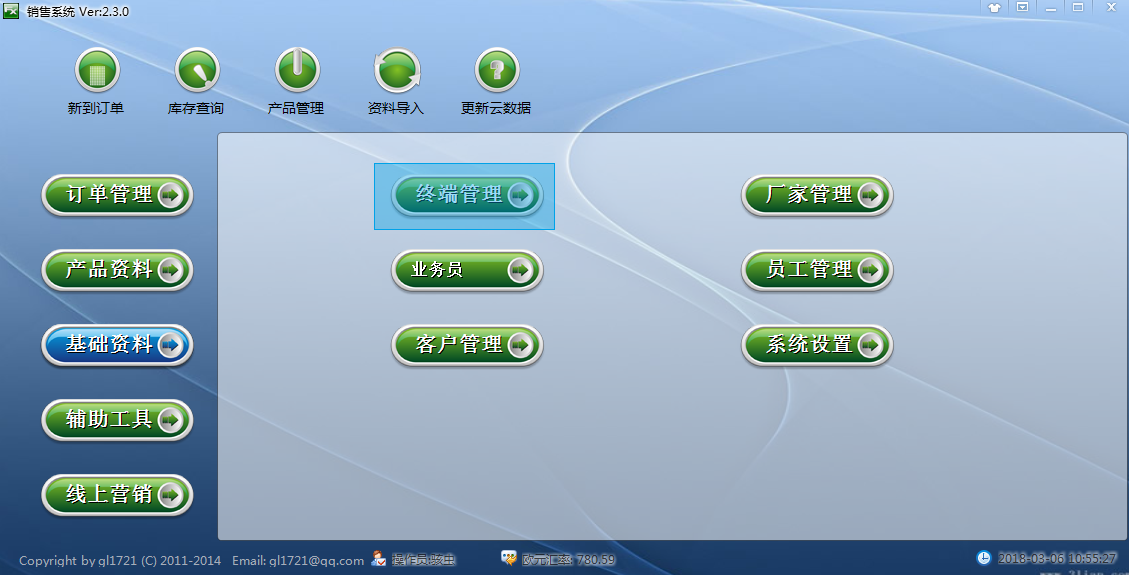 销售系统 Ver:2.3.0
新到订单 库存查询 产品管理 资料导入 更新云数据
订单管理 终端管理 厂家管理
产品资料 业务员 员工管理
基础资料 客户管理 系统设置
辅助工具
线上营销
Copyright by gl1721 (C) 2011-2014 Email: gl1721@qq.com 操作员: 欧元汇率: 780.59 2018-03-06 10:55:27